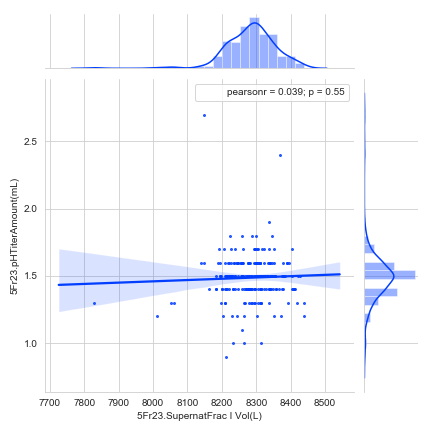 pearsonr = 0.039; p = 0.55
2.5
2.0
1.5
1.0
5Fr23.pHTiterAmount(mL)
7700 7800 7900 8000 8100 8200 8300 8400 8500
5Fr23.SupernatFrac I Vol(L)